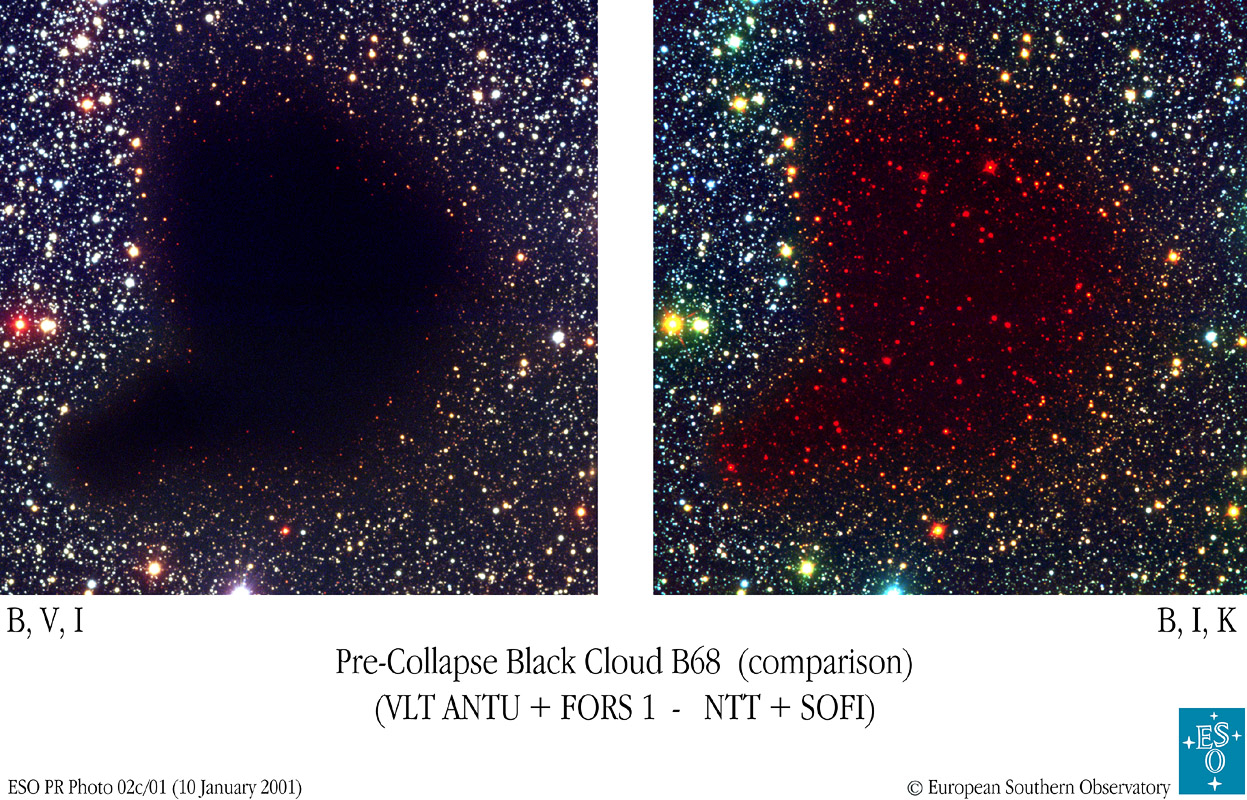 B, V, I
B, I, K
Pre-Collapse Black Cloud B68 (comparison)
(VLT ANTU + FORS 1 - NTT + SOFI)
ESO
ESO PR Photo 02c/01 (10 January 2001)
© European Southern Observatory